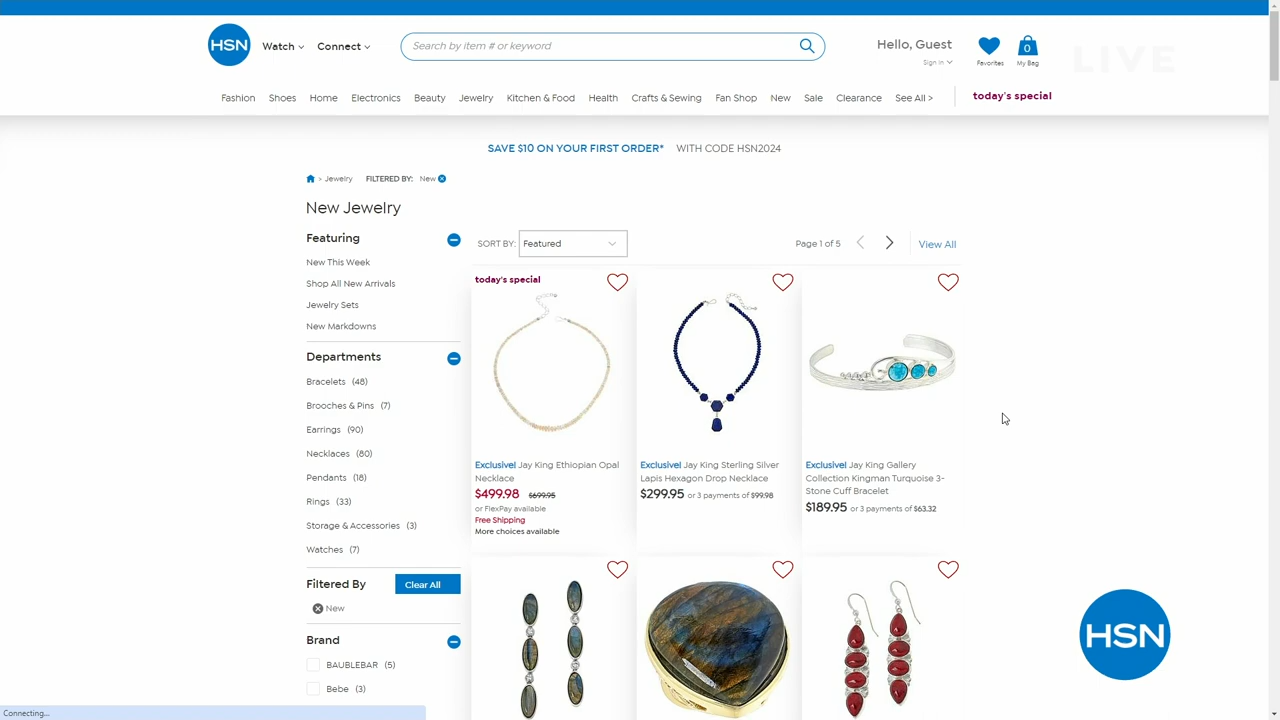 HSN
Watch
Connect
Search by item # or keyword
Hello, Guest
Sign In
Favorites
0
My Bag
LIVE
Fashion Shoes Home Electronics Beauty Jewelry Kitchen & Food Health Crafts & Sewing Fan Shop New Sale Clearance See All >
today's special
SAVE $10 ON YOUR FIRST ORDER* WITH CODE HSN2024
> Jewelry FILTERED BY: New
New Jewelry
Featuring
New This Week
Shop All New Arrivals
Jewelry Sets
New Markdowns
Departments
Bracelets (48)
Brooches & Pins (7)
Earrings (90)
Necklaces (80)
Pendants (18)
Rings (33)
Storage & Accessories (3)
Watches (7)
Filtered By
Clear All
New
Brand
BAUBLEBAR (5)
Bebe (3)
SORT BY: Featured
Page 1 of 5
View All
today's special
Exclusive! Jay King Ethiopian Opal
Necklace
$499.98 $699.95
or FlexPay available
Free Shipping
More choices available
Exclusive! Jay King Sterling Silver
Lapis Hexagon Drop Necklace
$299.95 or 3 payments of $99.98
Exclusive! Jay King Gallery
Collection Kingman Turquoise 3-
Stone Cuff Bracelet
$189.95 or 3 payments of $63.32
HSN
Connecting...